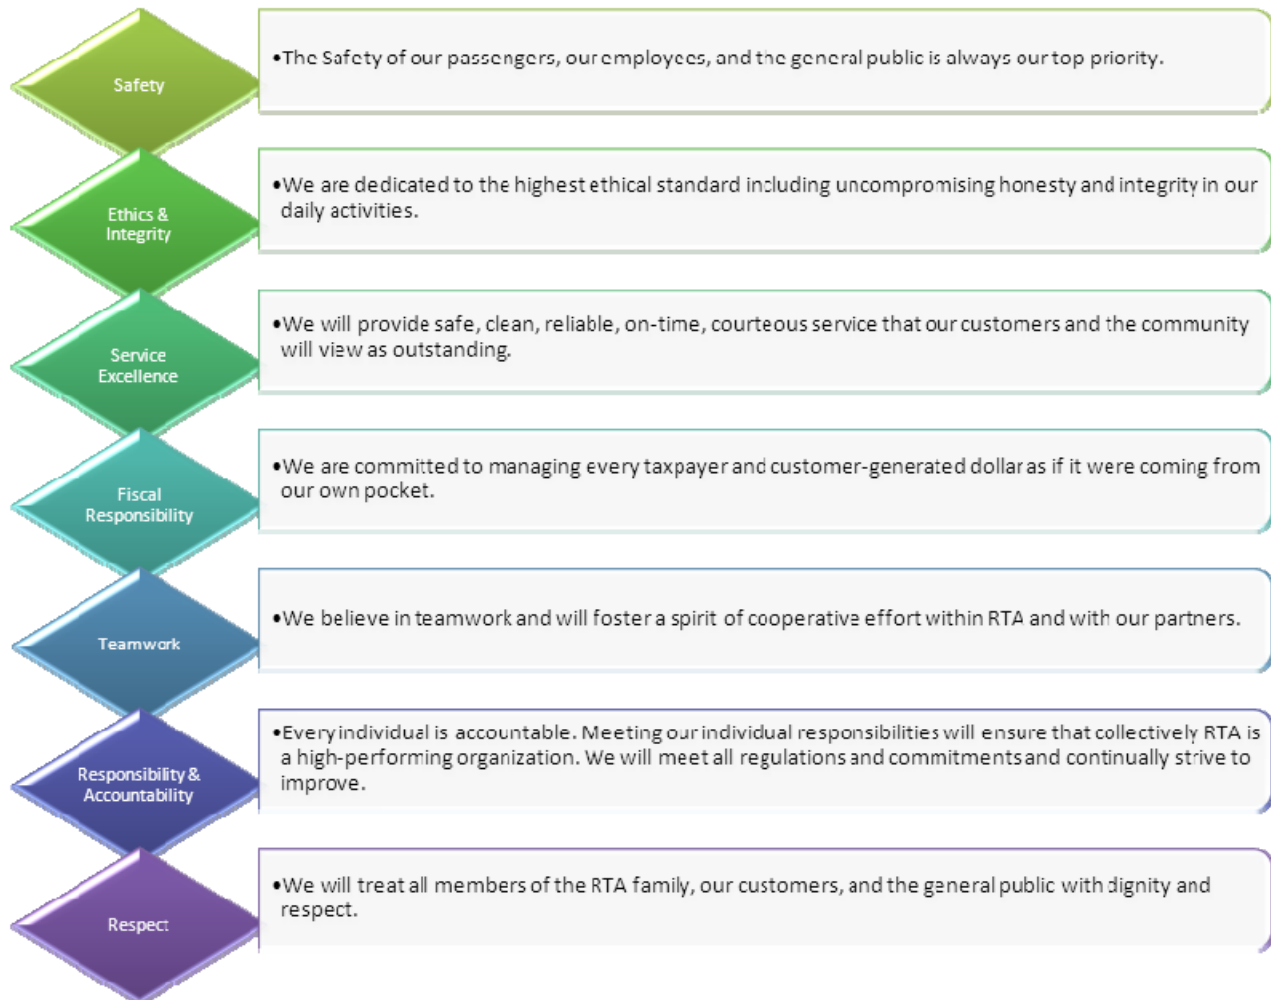 Safety
•The Safety of our passengers, our employees, and the general public is always our top priority.
Ethics &
Integrity
•We are dedicated to the highest ethical standard including uncompromising honesty and integrity in our
daily activities.
Service
Excellence
•We will provide safe, clean, reliable, on-time, courteous service that our customers and the community
will view as outstanding.
Fiscal
Responsibility
•We are committed to managing every taxpayer and customer-generated dollar as if it were coming from
our own pocket.
Teamwork
•We believe in teamwork and will foster a spirit of cooperative effort within RTA and with our partners.
Responsibility &
Accountability
•Every individual is accountable. Meeting our individual responsibilities will ensure that collectively RTA is
a high-performing organization. We will meet all regulations and commitments and continually strive to
improve.
Respect
•We will treat all members of the RTA family, our customers, and the general public with dignity and
respect.